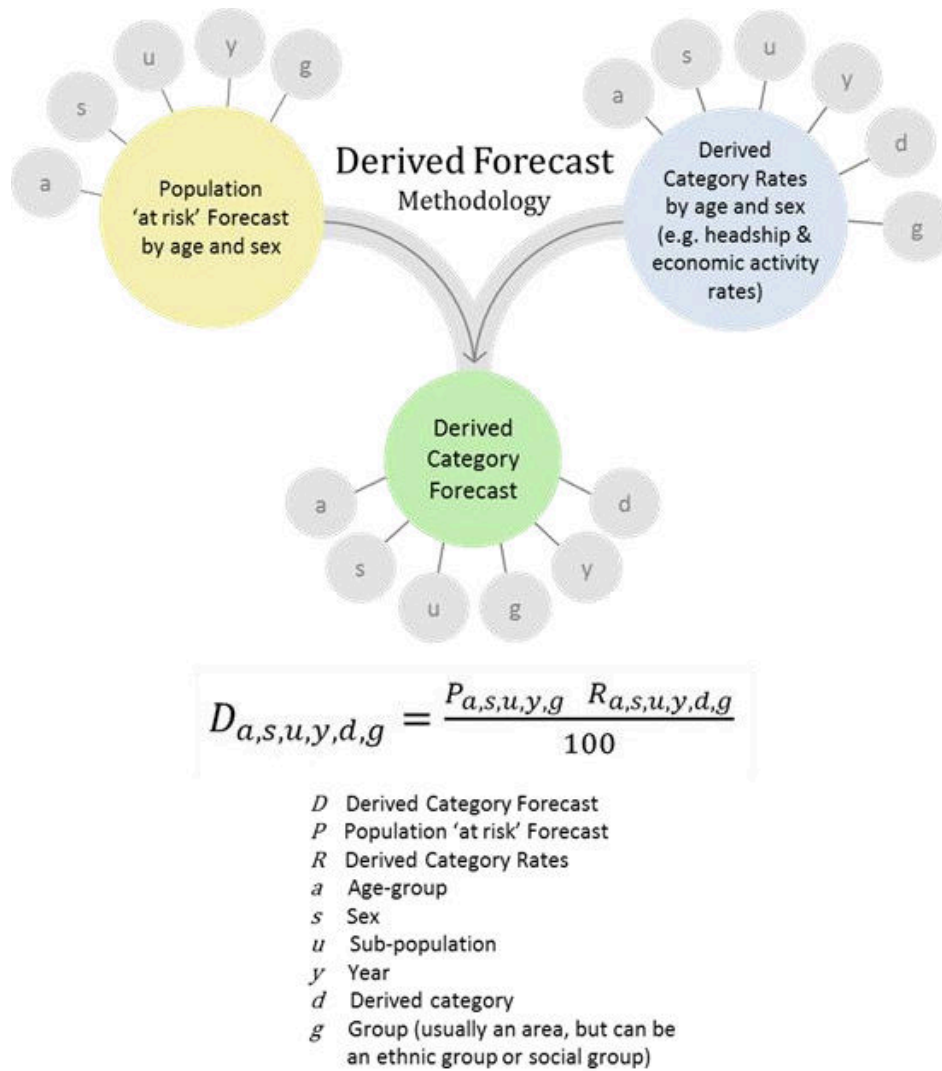 a
s
u
y
g
Population
‘at risk’ Forecast
by age and sex
Derived Forecast
Methodology
a
s
u
y
d
g
Derived
Category Rates
by age and sex
(e.g. headship &
economic activity
rates)
Derived
Category
Forecast
a
s
u
g
y
d
D_{a,s,u,y,d,g} = \frac{P_{a,s,u,y,g} R_{a,s,u,y,d,g}}{100}
D Derived Category Forecast
P Population ‘at risk’ Forecast
R Derived Category Rates
a Age-group
s Sex
u Sub-population
y Year
d Derived category
g Group (usually an area, but can be
an ethnic group or social group)